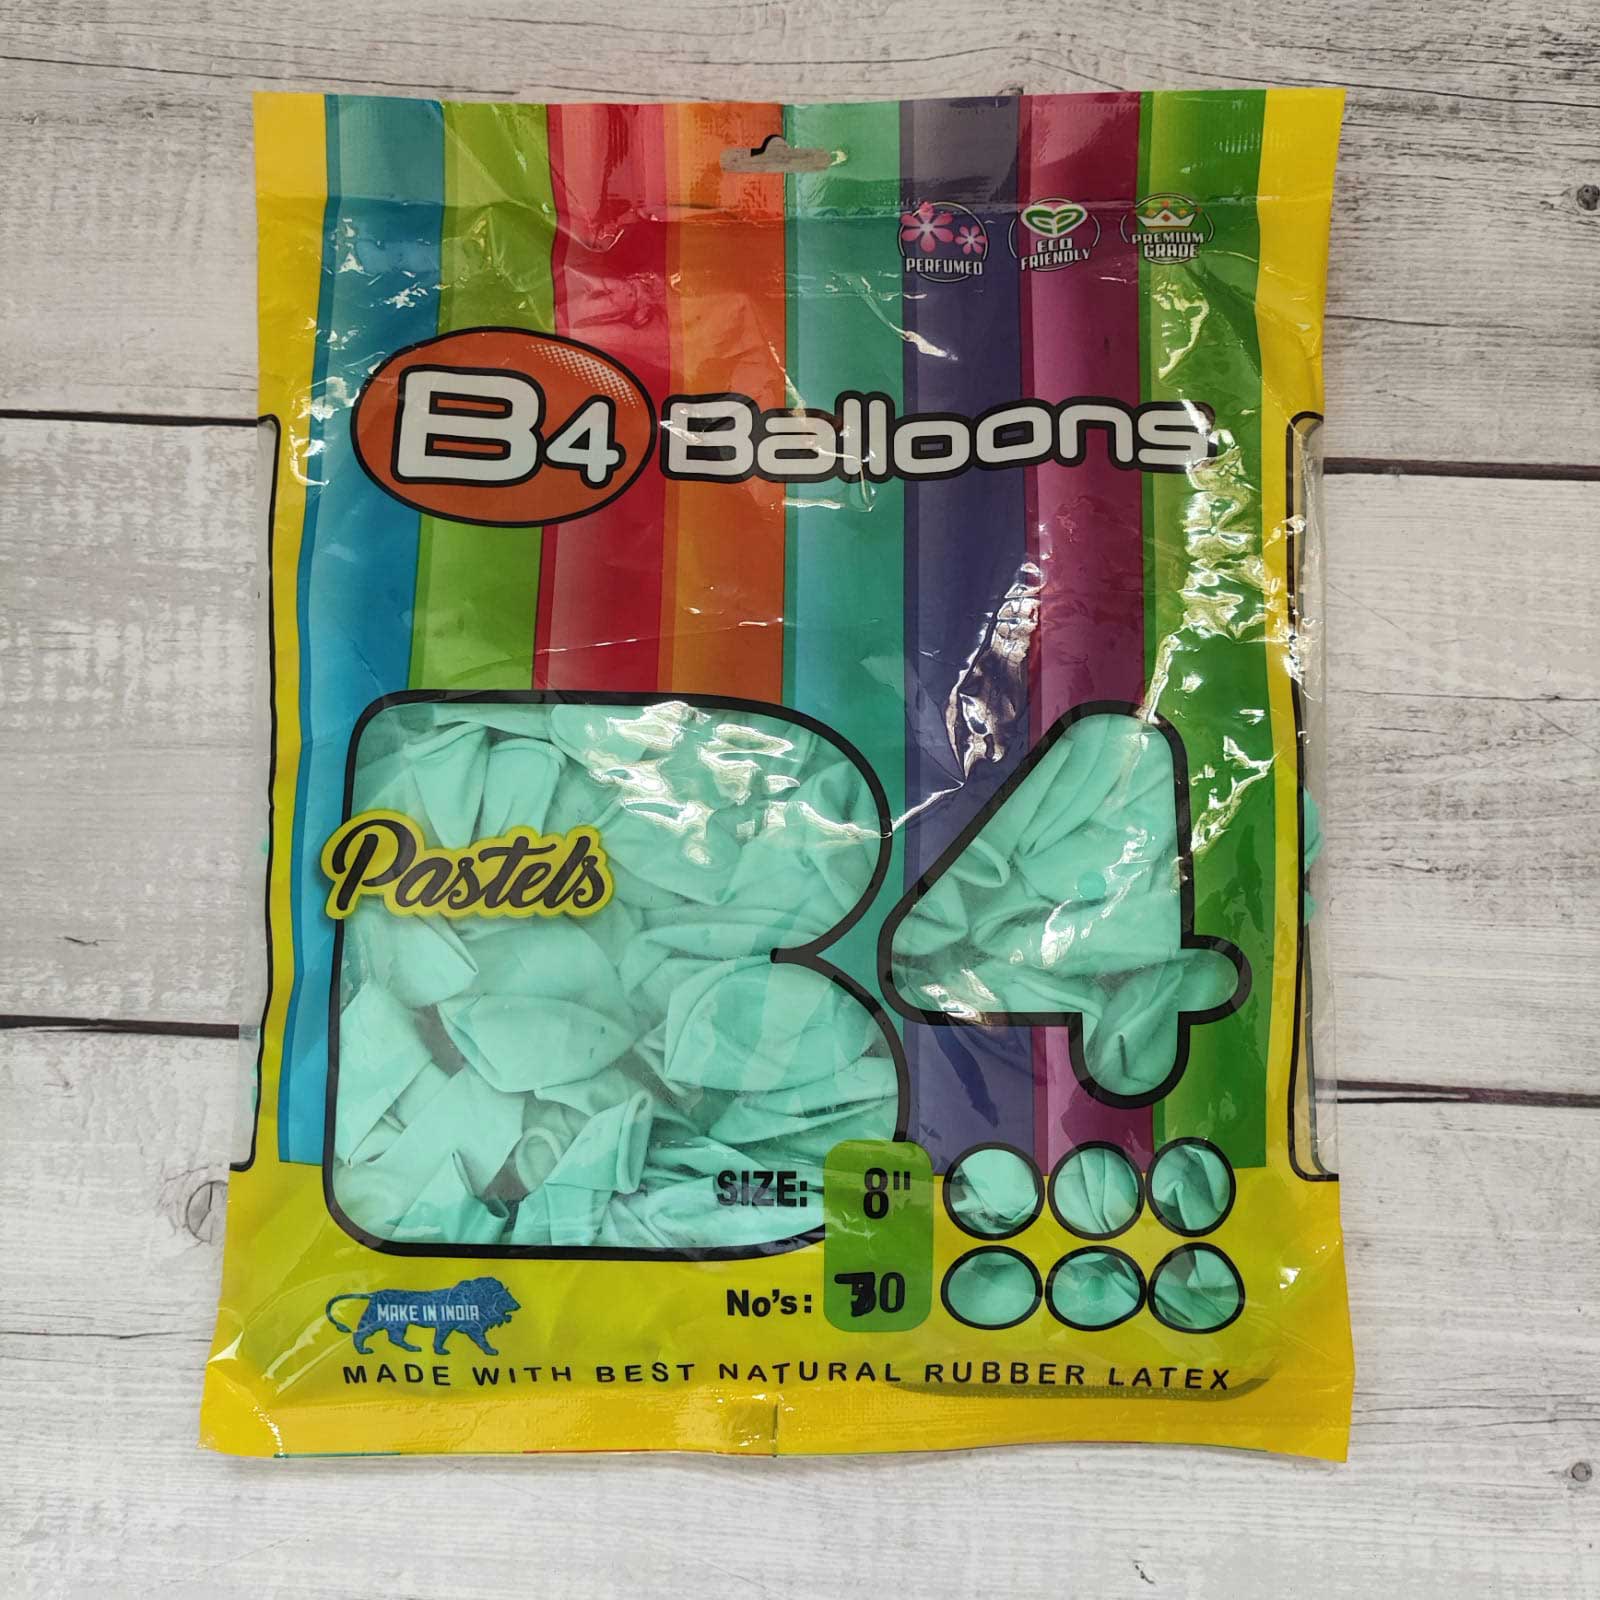 PERFUMED
ECO
FRIENDLY
PREMIUM
GRADE
B4 Balloons
B4
Pastels
SIZE: 8"
No's:
MAKE IN INDIA
MADE WITH BEST NATURAL RUBBER LATEX